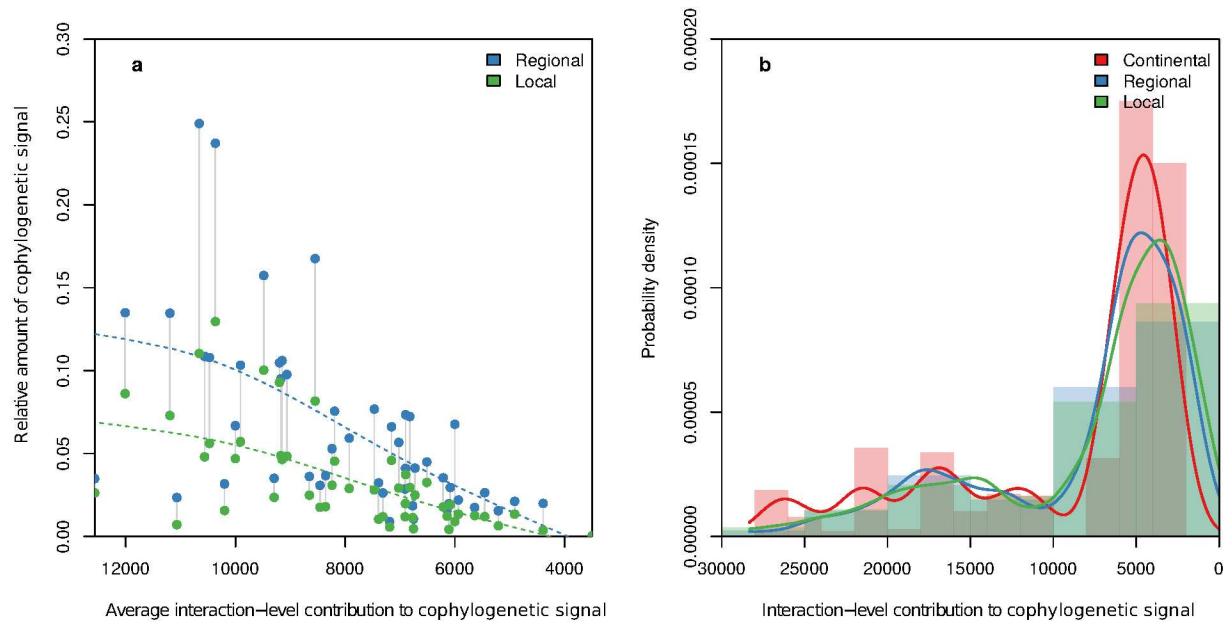 a
Regional
Local
Relative amount of cophylogenetic signal
0.30
0.25
0.20
0.15
0.10
0.05
0.00
12000 10000 8000 6000 4000
Average interaction−level contribution to cophylogenetic signal
b
Continental
Regional
Local
Probability density
0.00020
0.00015
0.00010
0.00005
0.00000
30000 25000 20000 15000 10000 5000 0
Interaction−level contribution to cophylogenetic signal